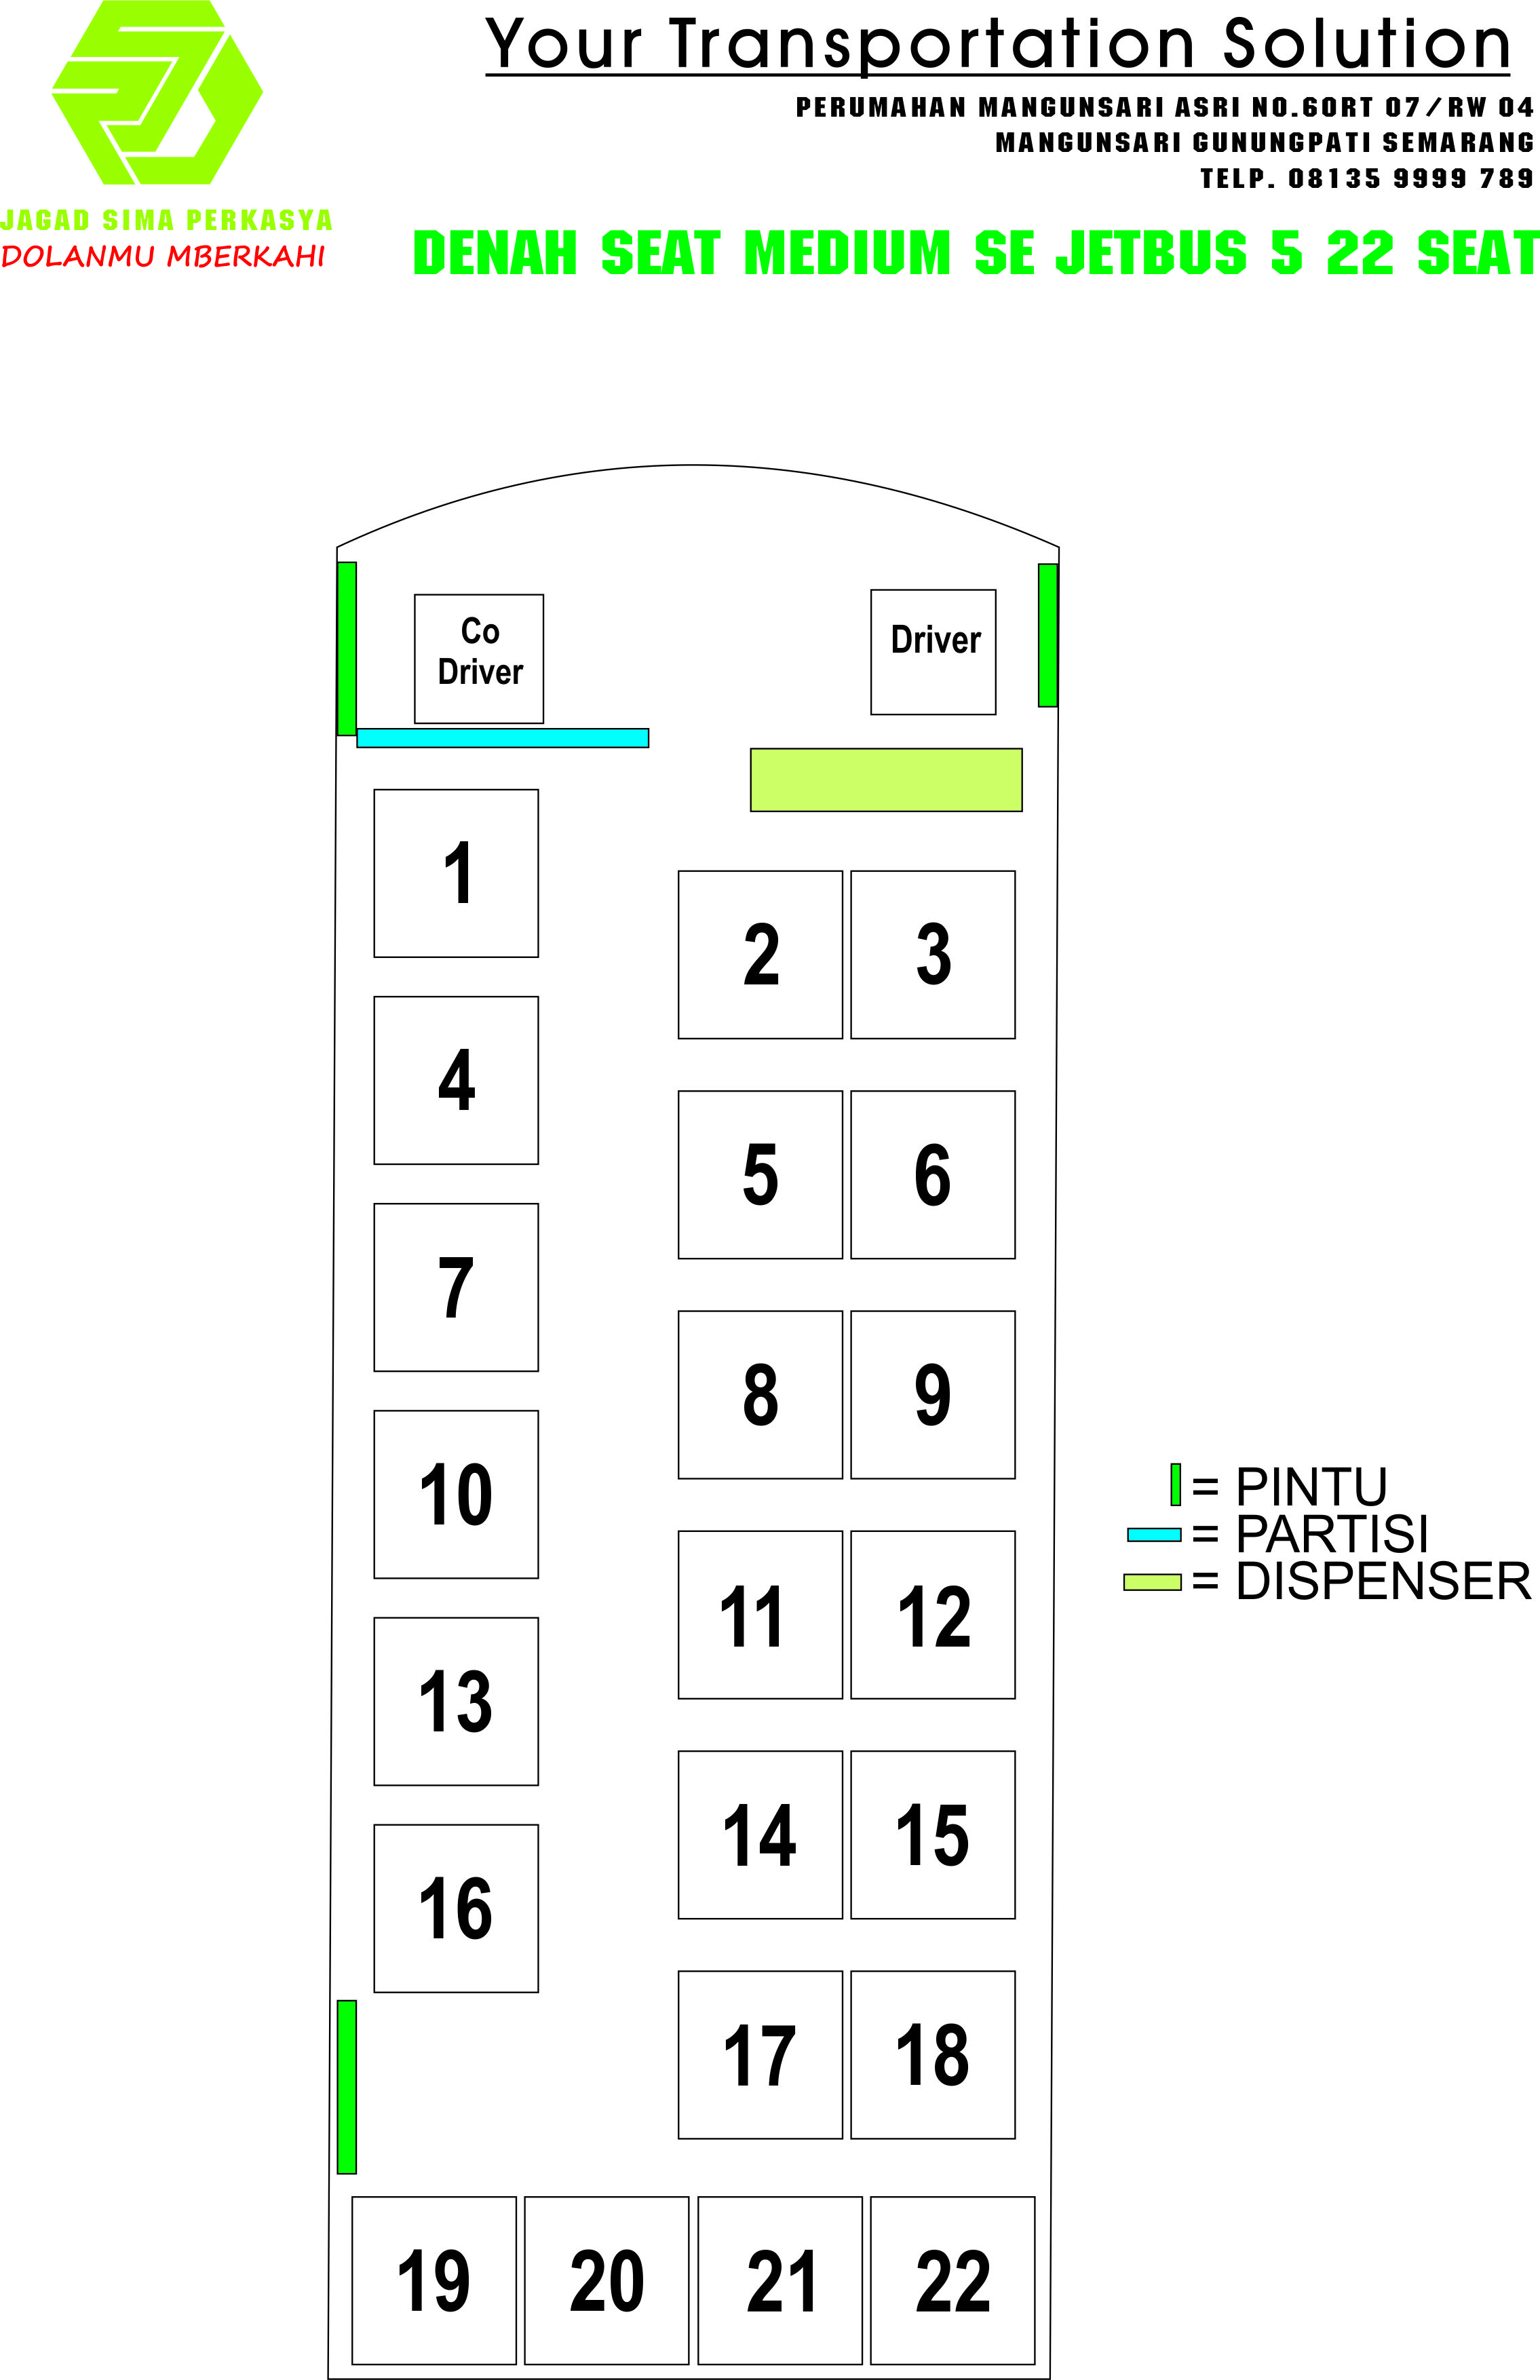 Your Transportation Solution
PERUMAHAN MANGUNSARI ASRI NO.60RT 07/RW 04
MANGUNSARI GUNUNGPATI SEMARANG
TELP. 08135 9999 789
JAGAD SIMA PERKASYA
DOLANMU MBERKAHI
DENAH SEAT MEDIUM SE JETBUS 5 22 SEAT
Co
Driver
Driver
1
2 3
4
5 6
7
8 9
10
11 12
13
14 15
16
17 18
19 20 21 22
= PINTU
= PARTISI
= DISPENSER